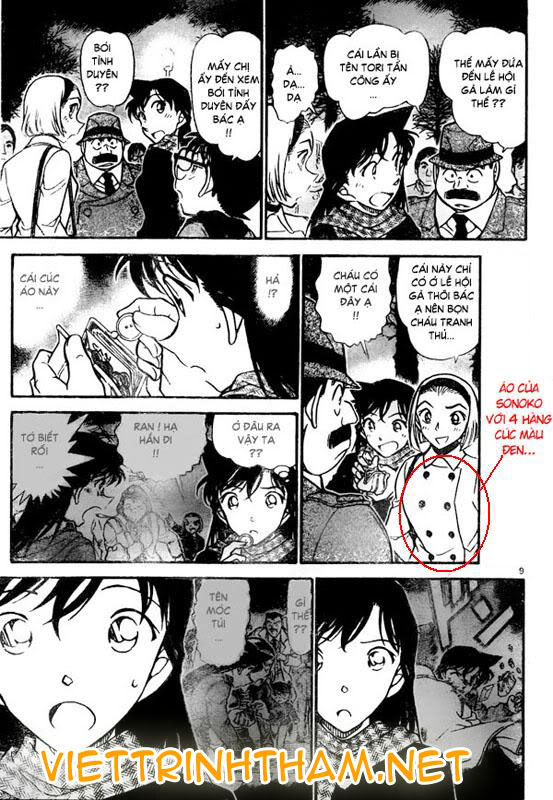 THẾ MẤY ĐỨA
ĐẾN LỄ HỘI
GÀ LÀM GÌ
THẾ ??
CÁI LẦN BỊ
TÊN TORI TẤN
CÔNG ẤY
...
Á...
DẠ...
DẠ
MẤY CHỊ
ẤY ĐẾN XEM
BÓI TÌNH
DUYÊN ĐẤY
BÁC Ạ
!!
BÓI
TÌNH
DUYÊN
??
CÁI NÀY CHỈ
CÓ Ở LỄ HỘI
GÀ THÔI BÁC
Ạ NÊN BỌN
CHÁU TRANH
THỦ...
CHÁU CÓ
MỘT CÁI
ĐÂY Ạ
HẢ
!?
CÁI CÚC
ÁO NÀY
...
ÁO CỦA
SONOKO
VỚI 4 HÀNG
CÚC MÀU
ĐEN...
Ở ĐÂU RA
VẬY TA
??
RAN ! HẠ
HẮN ĐI
!!
TỚ BIẾT
RỒI
...
9
GÌ
THẾ
??
TÊN
MÓC
TÚI
...
VIETTRINHTHAM.NET